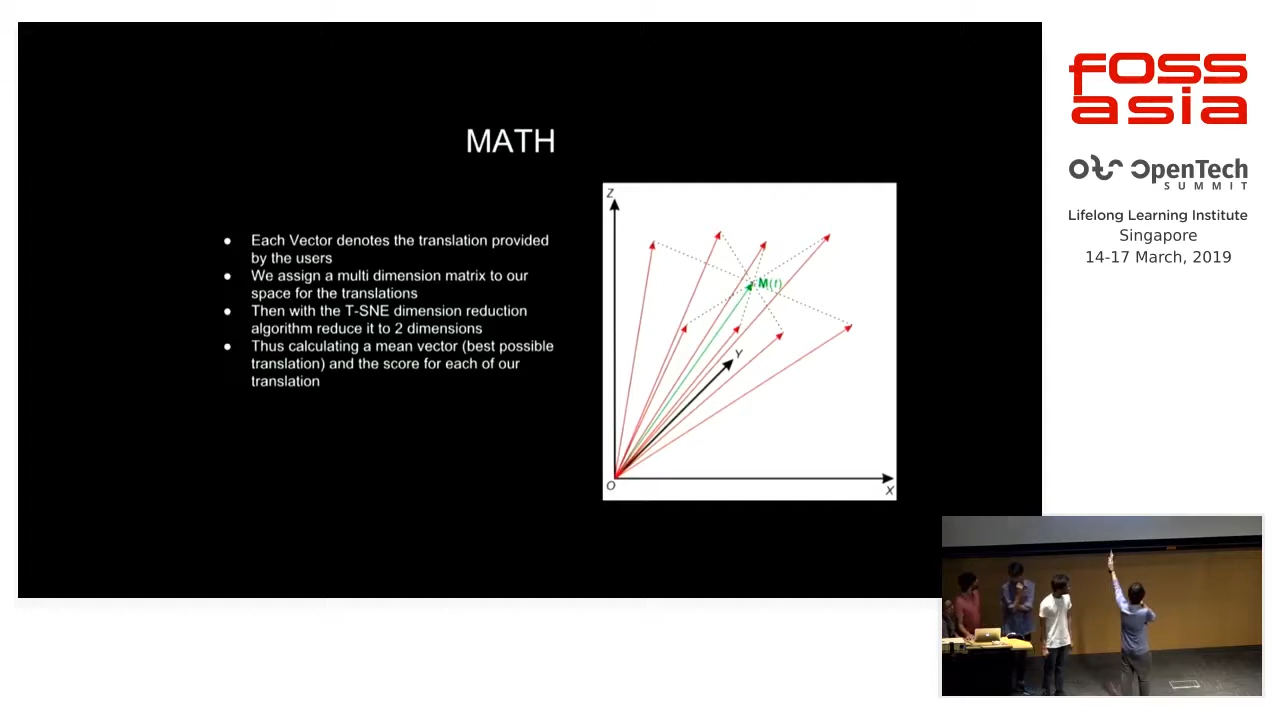 MATH
● Each Vector denotes the translation provided
by the users
● We assign a multi dimension matrix to our
space for the translations
● Then with the T-SNE dimension reduction
algorithm reduce it to 2 dimensions
● Thus calculating a mean vector (best possible
translation) and the score for each of our
translation
Z
M(t)
Y
O
X
FOSS
asia
OpenTech
SUMMIT
Lifelong Learning Institute
Singapore
14-17 March, 2019